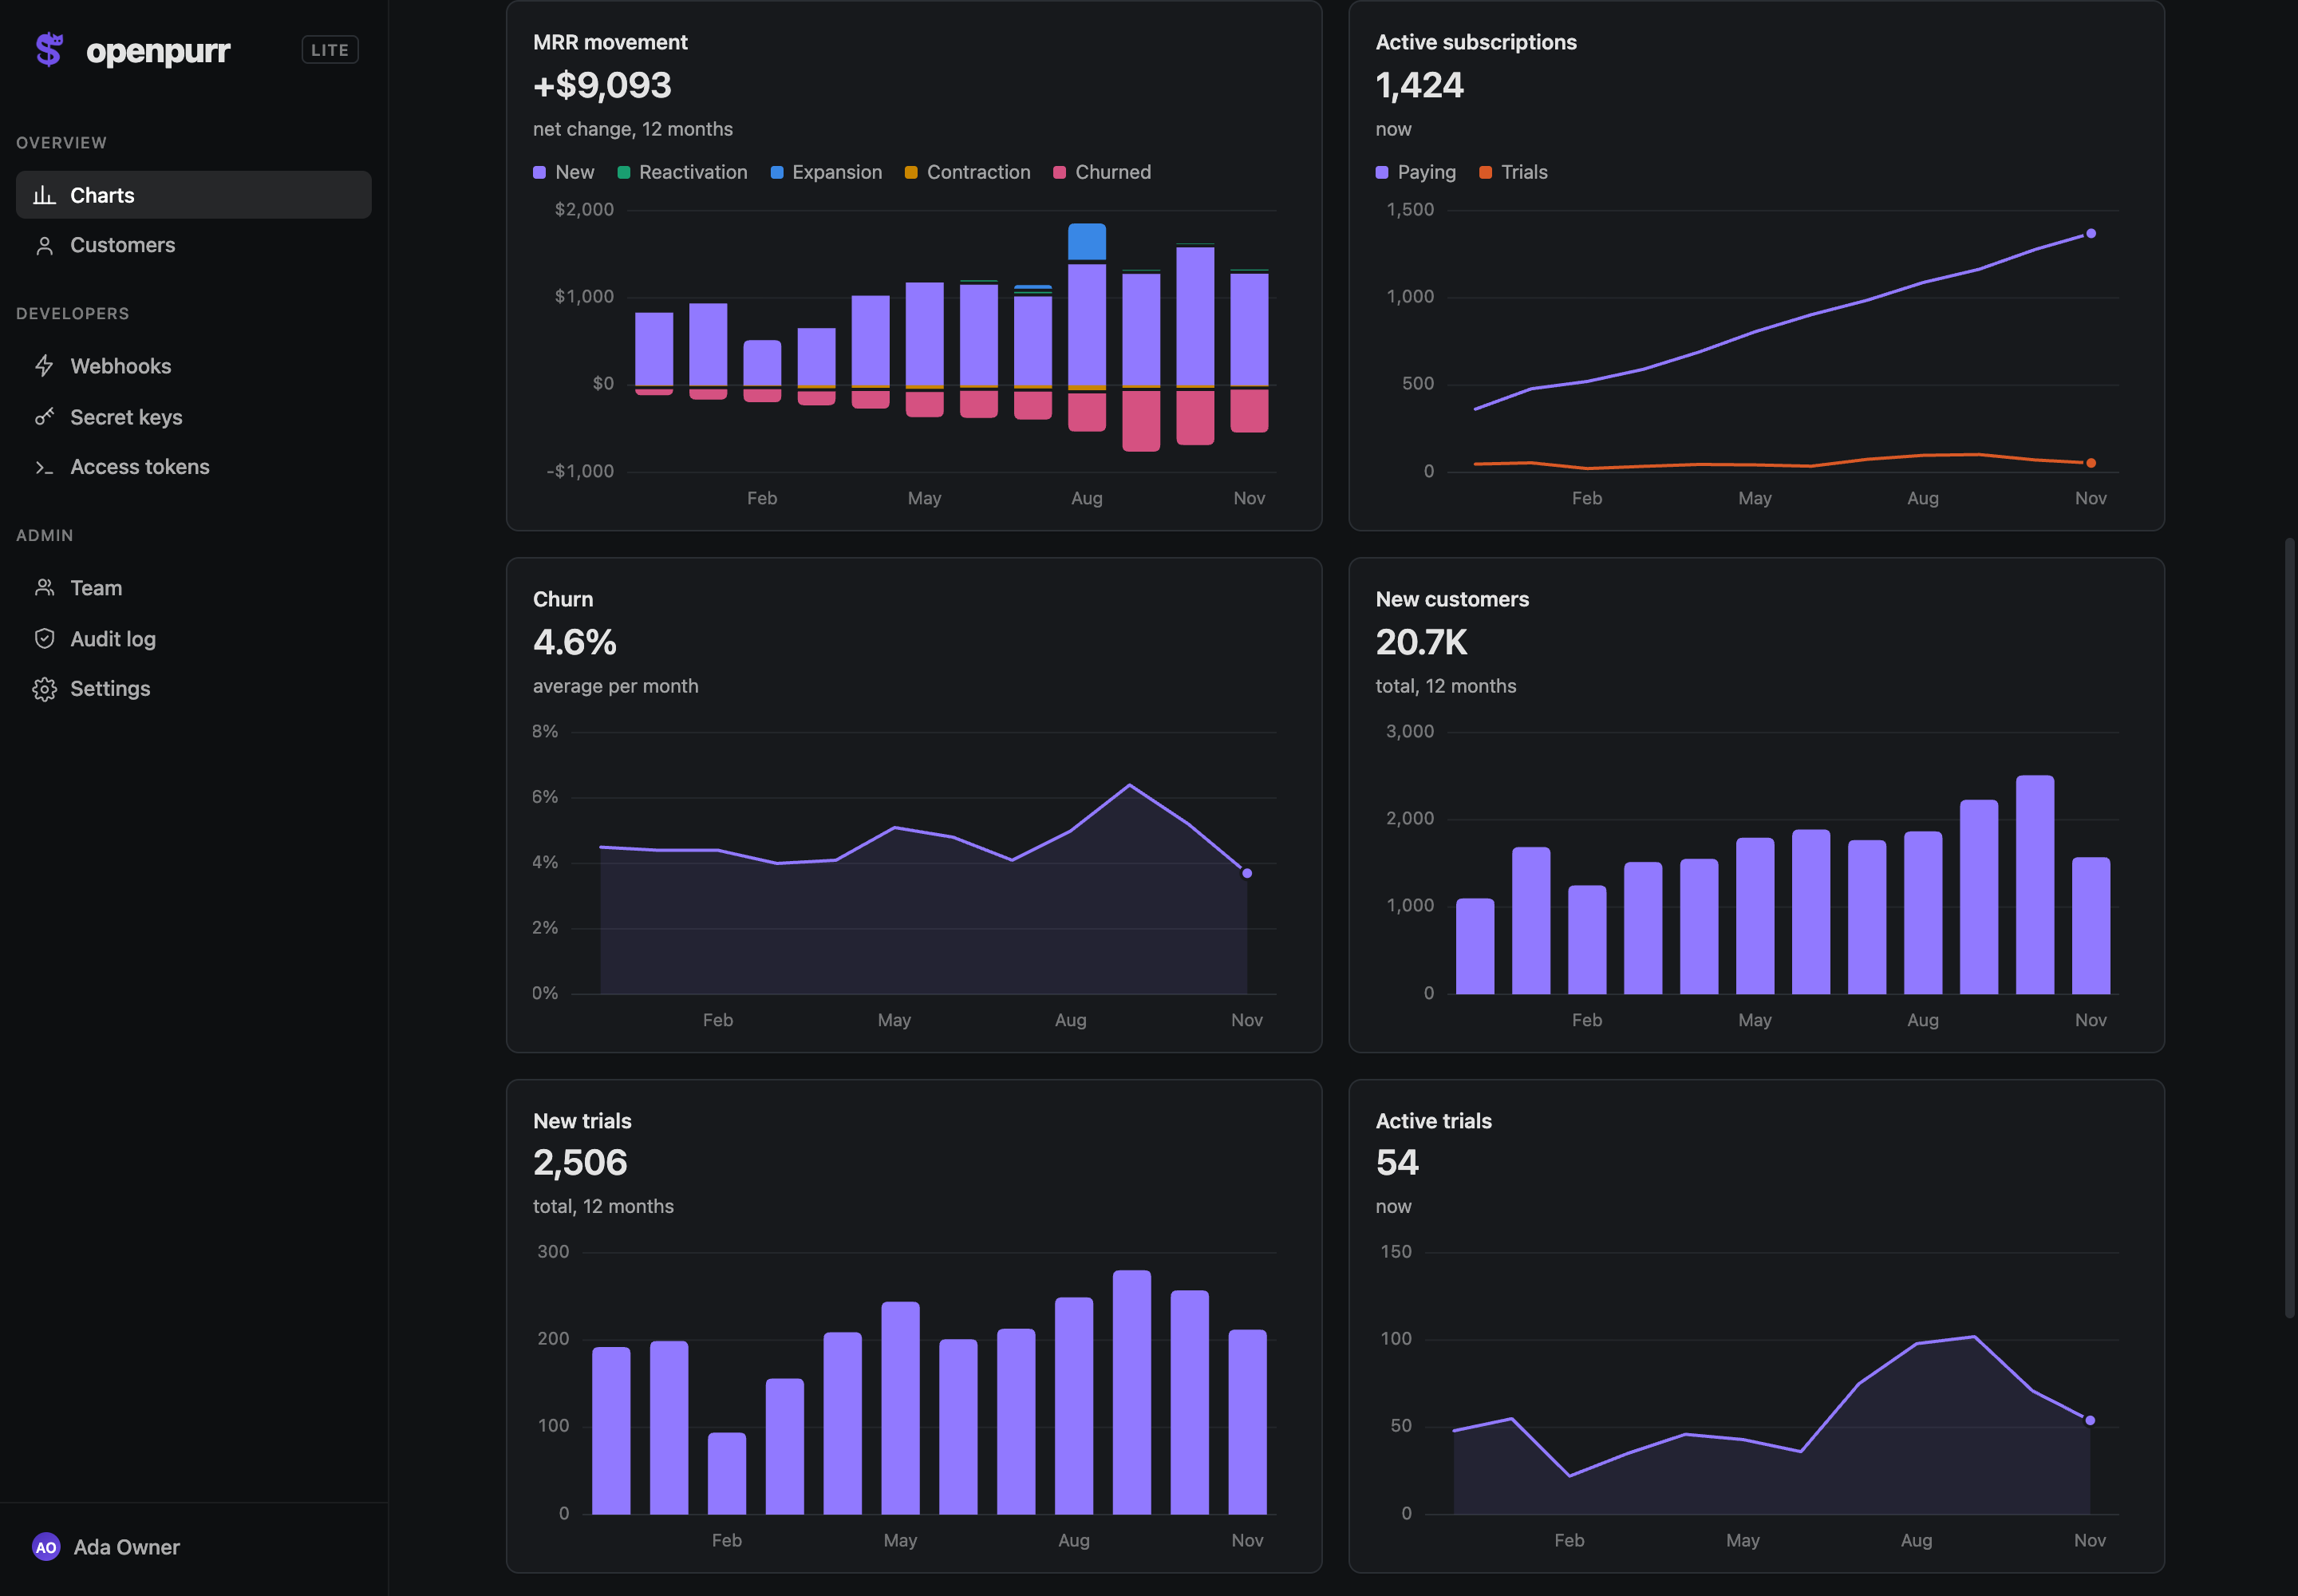 openpurr
LITE
OVERVIEW
Charts
Customers
DEVELOPERS
Webhooks
Secret keys
Access tokens
ADMIN
Team
Audit log
Settings
AO Ada Owner
MRR movement
+$9,093
net change, 12 months
New Reactivation Expansion Contraction Churned
$2,000
$1,000
$0
-$1,000
Feb May Aug Nov
Active subscriptions
1,424
now
Paying Trials
1,500
1,000
500
0
Feb May Aug Nov
Churn
4.6%
average per month
8%
6%
4%
2%
0%
Feb May Aug Nov
New customers
20.7K
total, 12 months
3,000
2,000
1,000
0
Feb May Aug Nov
New trials
2,506
total, 12 months
300
200
100
0
Feb May Aug Nov
Active trials
54
now
150
100
50
0
Feb May Aug Nov